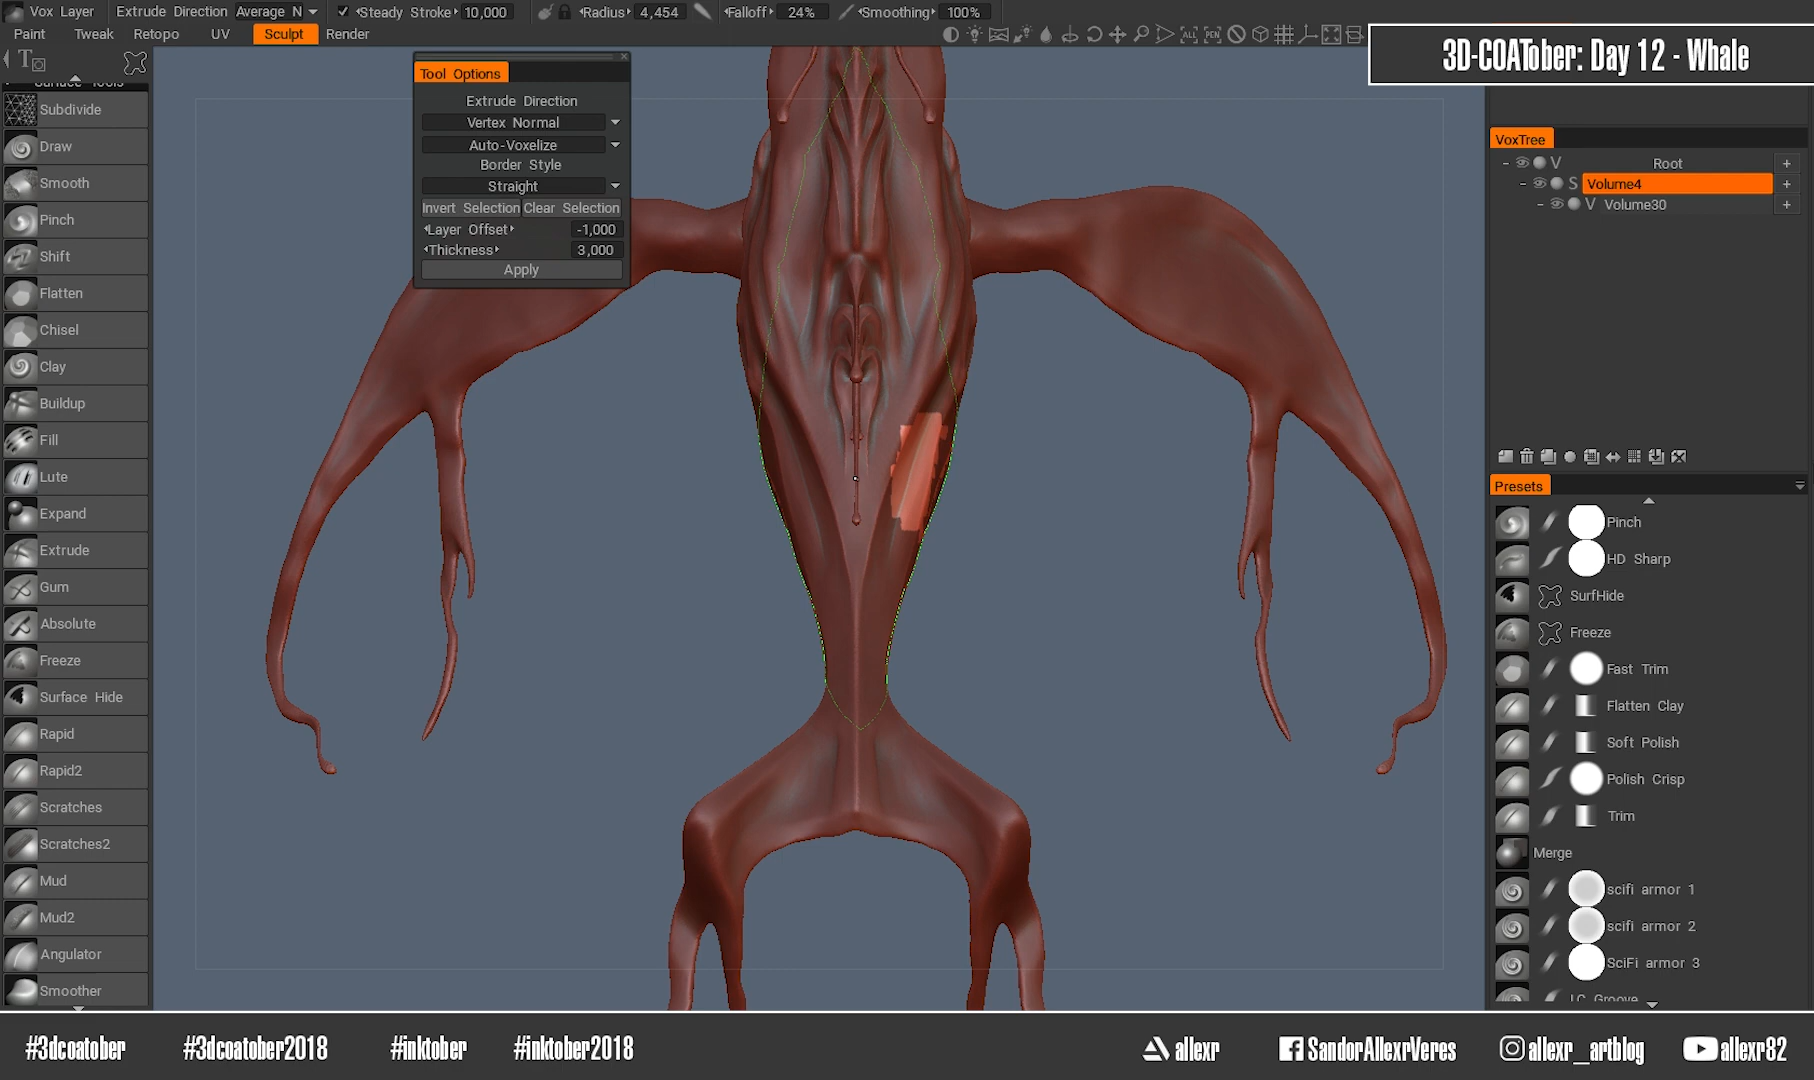 Vox Layer Extrude Direction Average N Steady Stroke 10,000 Radius 4,454 Falloff 24% Smoothing 100%
Paint Tweak Retopo UV Sculpt Render
ALL PEN
3D-COATober: Day 12 - Whale
Subdivide
Draw
Smooth
Pinch
Shift
Flatten
Chisel
Clay
Buildup
Fill
Lute
Expand
Extrude
Gum
Absolute
Freeze
Surface Hide
Rapid
Rapid2
Scratches
Scratches2
Mud
Mud2
Angulator
Smoother
Tool Options
Extrude Direction
Vertex Normal
Auto-Voxelize
Border Style
Straight
Invert Selection Clear Selection
Layer Offset -1,000
Thickness 3,000
Apply
VoxTree
- V Root +
- S Volume4 +
- V Volume30 +
Presets
Pinch
HD Sharp
SurfHide
Freeze
Fast Trim
Flatten Clay
Soft Polish
Polish Crisp
Trim
Merge
scifi armor 1
scifi armor 2
SciFi armor 3
LC Groove
#3dcoatober #3dcoatober2018 #inktober #inktober2018 allexr SandorAllexrVeres allexr_artblog allexr82